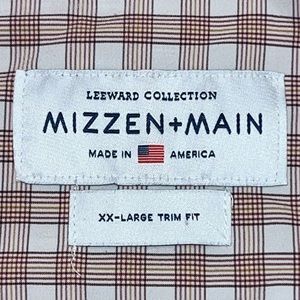 LEEWARD COLLECTION
MIZZEN+MAIN
MADE IN AMERICA
XX-LARGE TRIM FIT